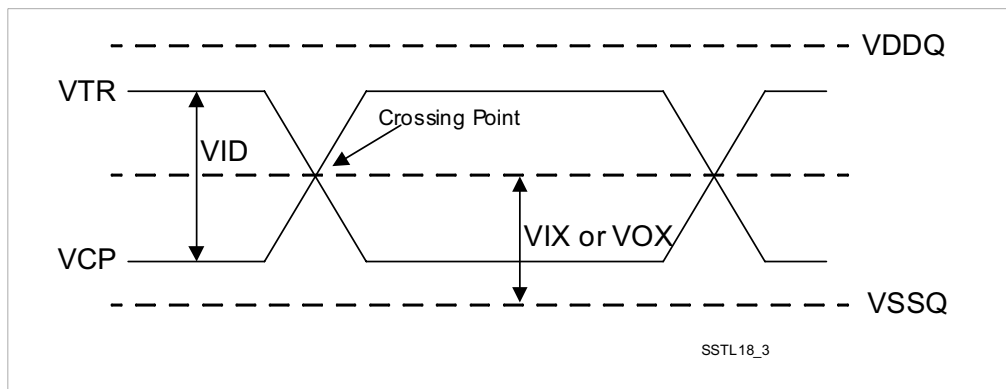 VDDQ
VTR
Crossing Point
VID
VIX or VOX
VCP
VSSQ
SSTL18_3